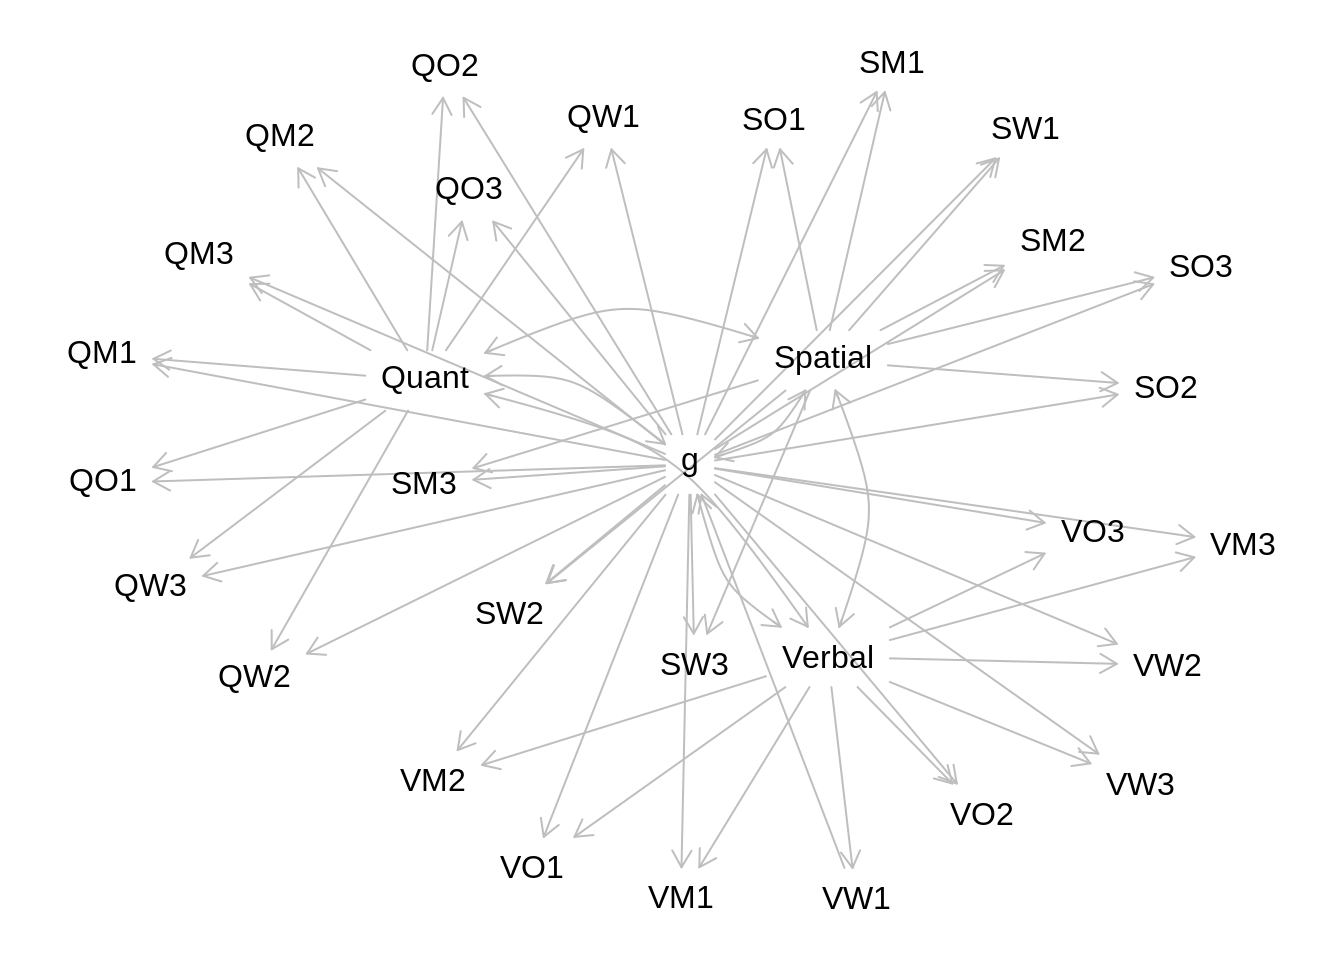 SM1
QO2
QW1
SO1
SW1
QM2
QO3
SM2
QM3
SO3
QM1
Spatial
Quant
SO2
g
QO1
SM3
VO3
VM3
QW3
SW2
SW3
Verbal
VW2
QW2
VM2
VW3
VO2
VO1
VM1
VW1